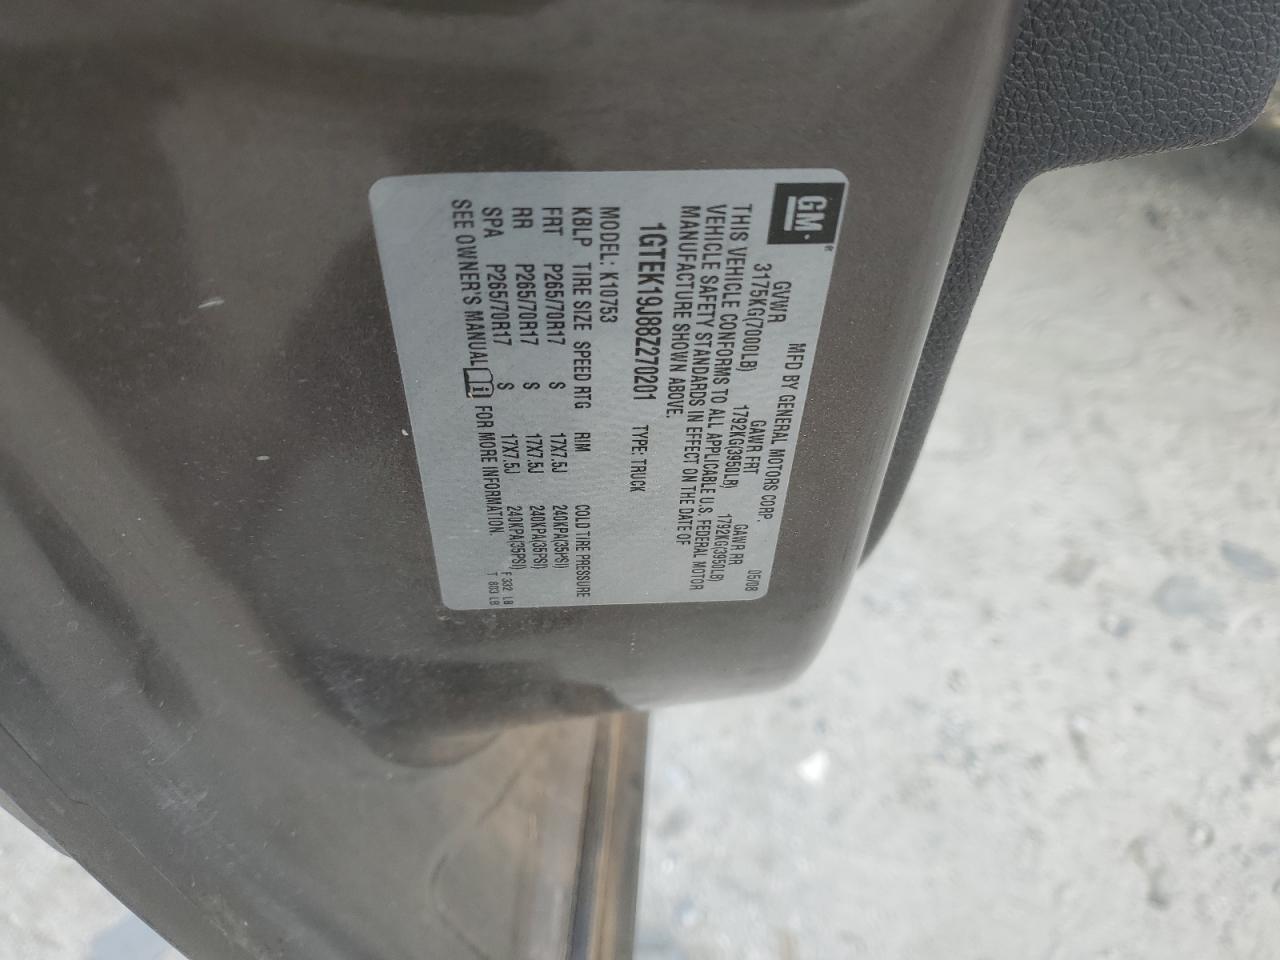 GM
MFD BY GENERAL MOTORS CORP. 05/08
GVWR GAWR FRT GAWR RR
3175KG(7000LB) 1792KG(3950LB) 1792KG(3950LB)
THIS VEHICLE CONFORMS TO ALL APPLICABLE U.S. FEDERAL MOTOR
VEHICLE SAFETY STANDARDS IN EFFECT ON THE DATE OF
MANUFACTURE SHOWN ABOVE.
1GTEK19J88Z270201 TYPE: TRUCK
MODEL: K10753
KBLP TIRE SIZE SPEED RTG RIM COLD TIRE PRESSURE
FRT P265/70R17 S 17X7.5J 240KPA(35PSI)
RR P265/70R17 S 17X7.5J 240KPA(35PSI)
SPA P265/70R17 S 17X7.5J 240KPA(35PSI) F 332 LB
SEE OWNER'S MANUAL i FOR MORE INFORMATION. T 803 LB